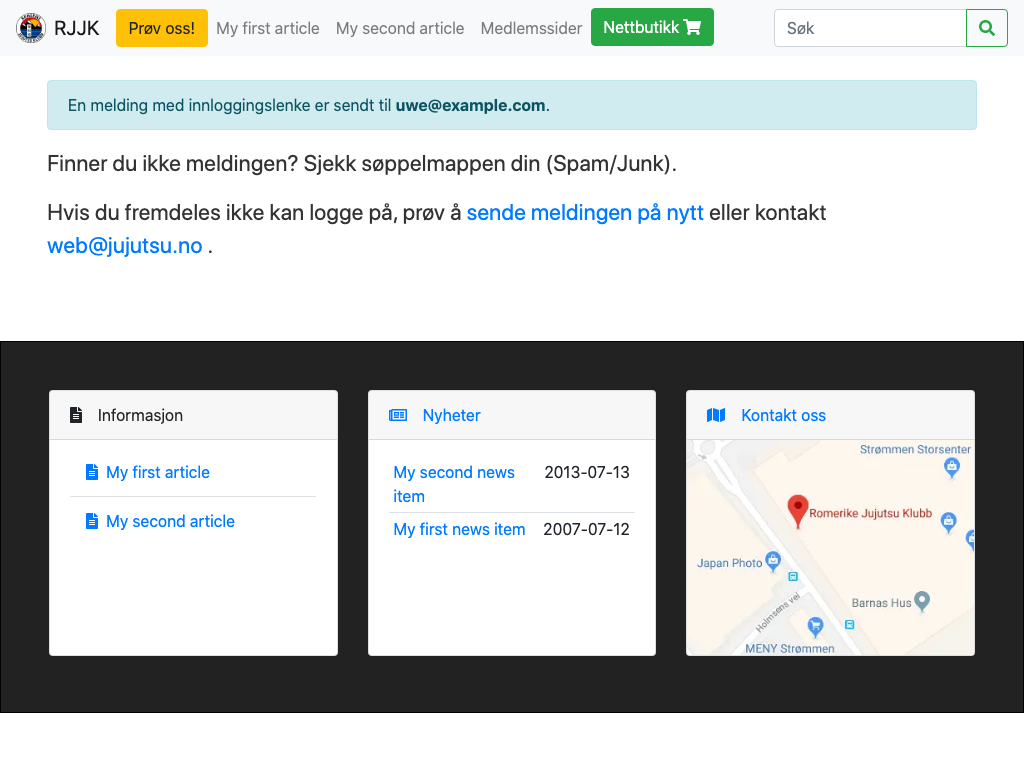 RJJK Prøv oss! My first article My second article Medlemssider Nettbutikk Søk
En melding med innloggingslenke er sendt til uwe@example.com.
Finner du ikke meldingen? Sjekk søppelmappen din (Spam/Junk).
Hvis du fremdeles ikke kan logge på, prøv å sende meldingen på nytt eller kontakt
web@jujutsu.no .
Informasjon
My first article
My second article
Nyheter
My second news item 2013-07-13
My first news item 2007-07-12
Kontakt oss
Strømmen Storsenter
Romerike Jujutsu Klubb
Japan Photo
Barnas Hus
Holmsens vei
MENY Strømmen